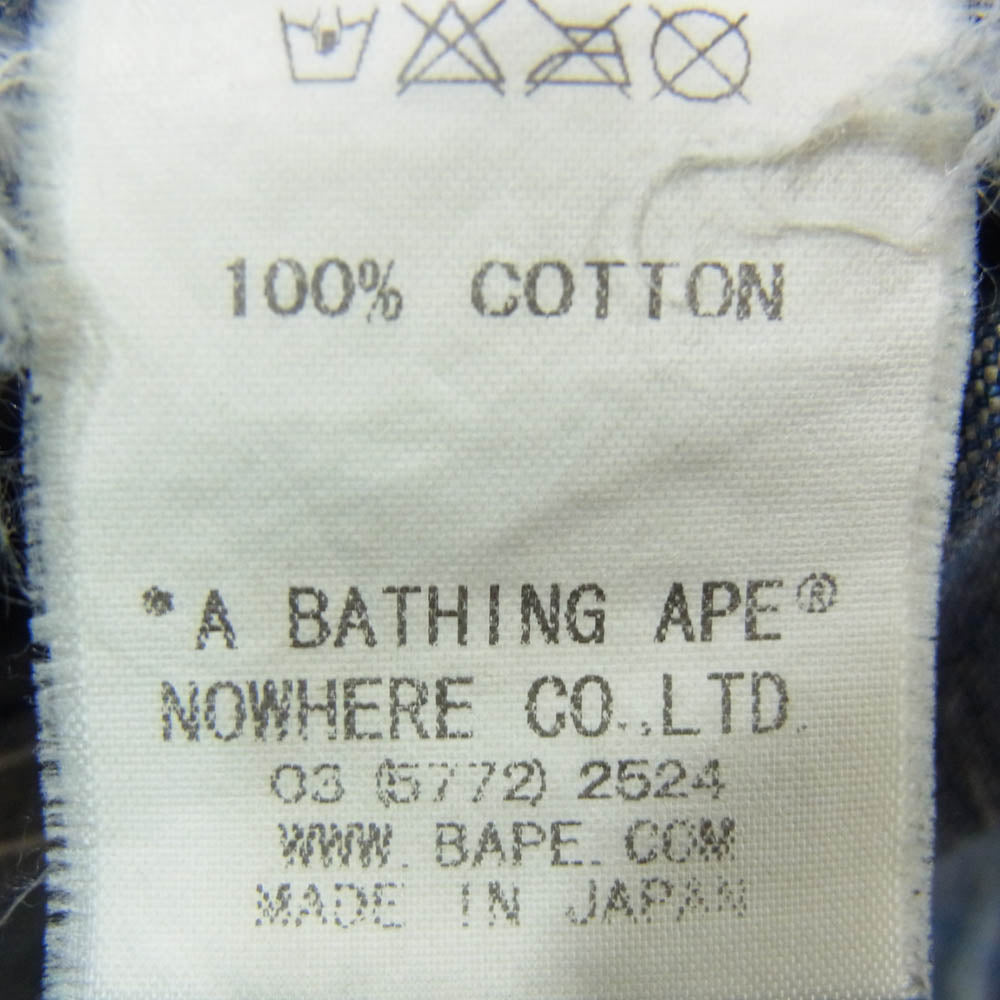 100% COTTON
*A BATHING APE®
NOWHERE CO.,LTD.
03 (5772) 2524
WWW. BAPE. COM
MADE IN JAPAN